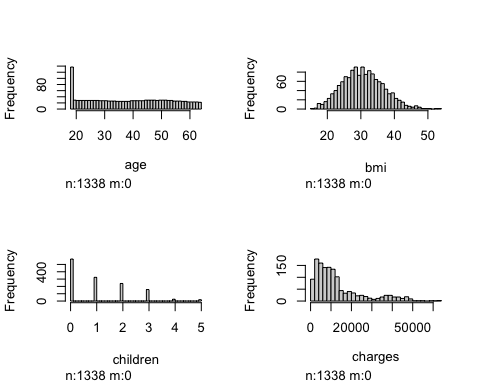 Frequency
80
0
20 30 40 50 60
age
n:1338 m:0
Frequency
60
0
20 30 40 50
bmi
n:1338 m:0
Frequency
400
0
0 1 2 3 4 5
children
n:1338 m:0
Frequency
150
0
0 20000 50000
charges
n:1338 m:0